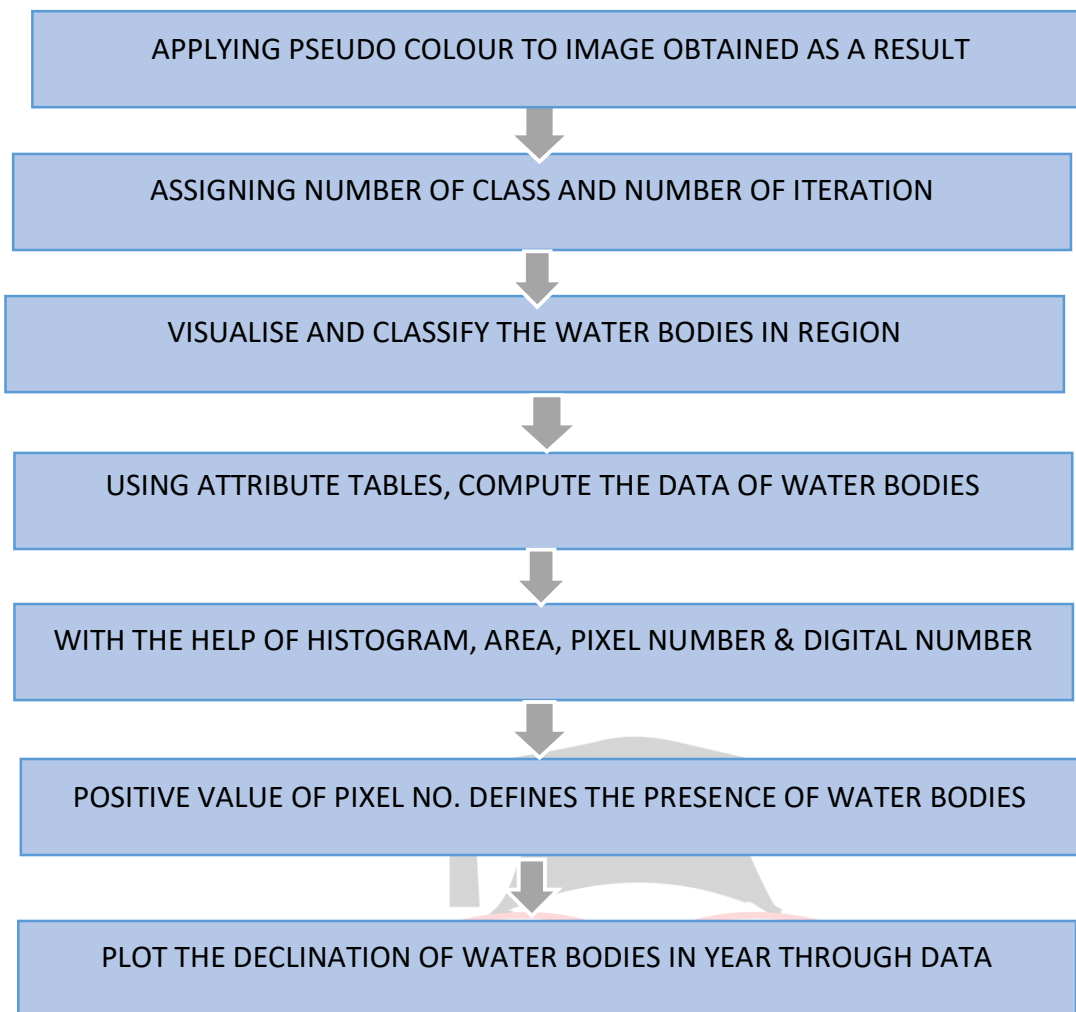 APPLYING PSEUDO COLOUR TO IMAGE OBTAINED AS A RESULT
ASSIGNING NUMBER OF CLASS AND NUMBER OF ITERATION
VISUALISE AND CLASSIFY THE WATER BODIES IN REGION
USING ATTRIBUTE TABLES, COMPUTE THE DATA OF WATER BODIES
WITH THE HELP OF HISTOGRAM, AREA, PIXEL NUMBER & DIGITAL NUMBER
POSITIVE VALUE OF PIXEL NO. DEFINES THE PRESENCE OF WATER BODIES
PLOT THE DECLINATION OF WATER BODIES IN YEAR THROUGH DATA